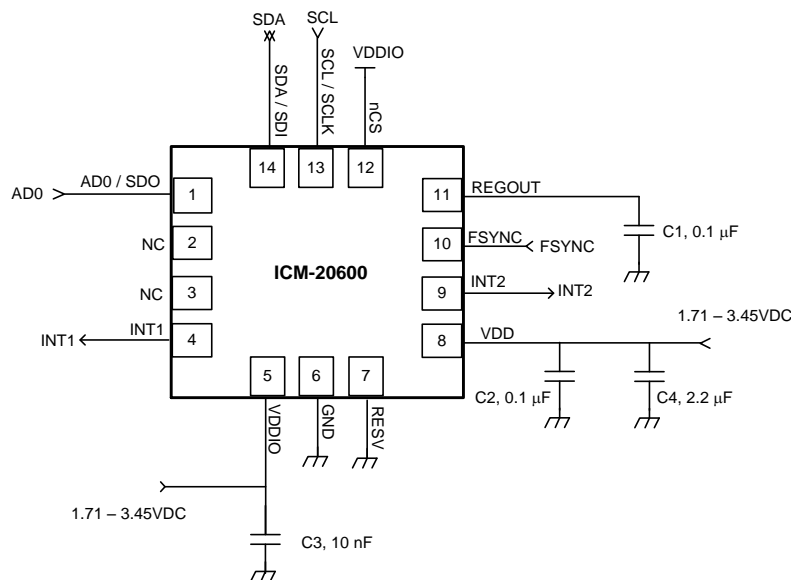 SDA
SCL
VDDIO
SDA / SDI
SCL / SCLK
nCS
14
13
12
AD0
AD0 / SDO
1
11
REGOUT
C1, 0.1 μF
NC
2
10
FSYNC
FSYNC
ICM-20600
NC
3
9
INT2
INT2
INT1
INT1
4
8
VDD
1.71 – 3.45VDC
5
6
7
C2, 0.1 μF
C4, 2.2 μF
VDDIO
GND
RESV
1.71 – 3.45VDC
C3, 10 nF